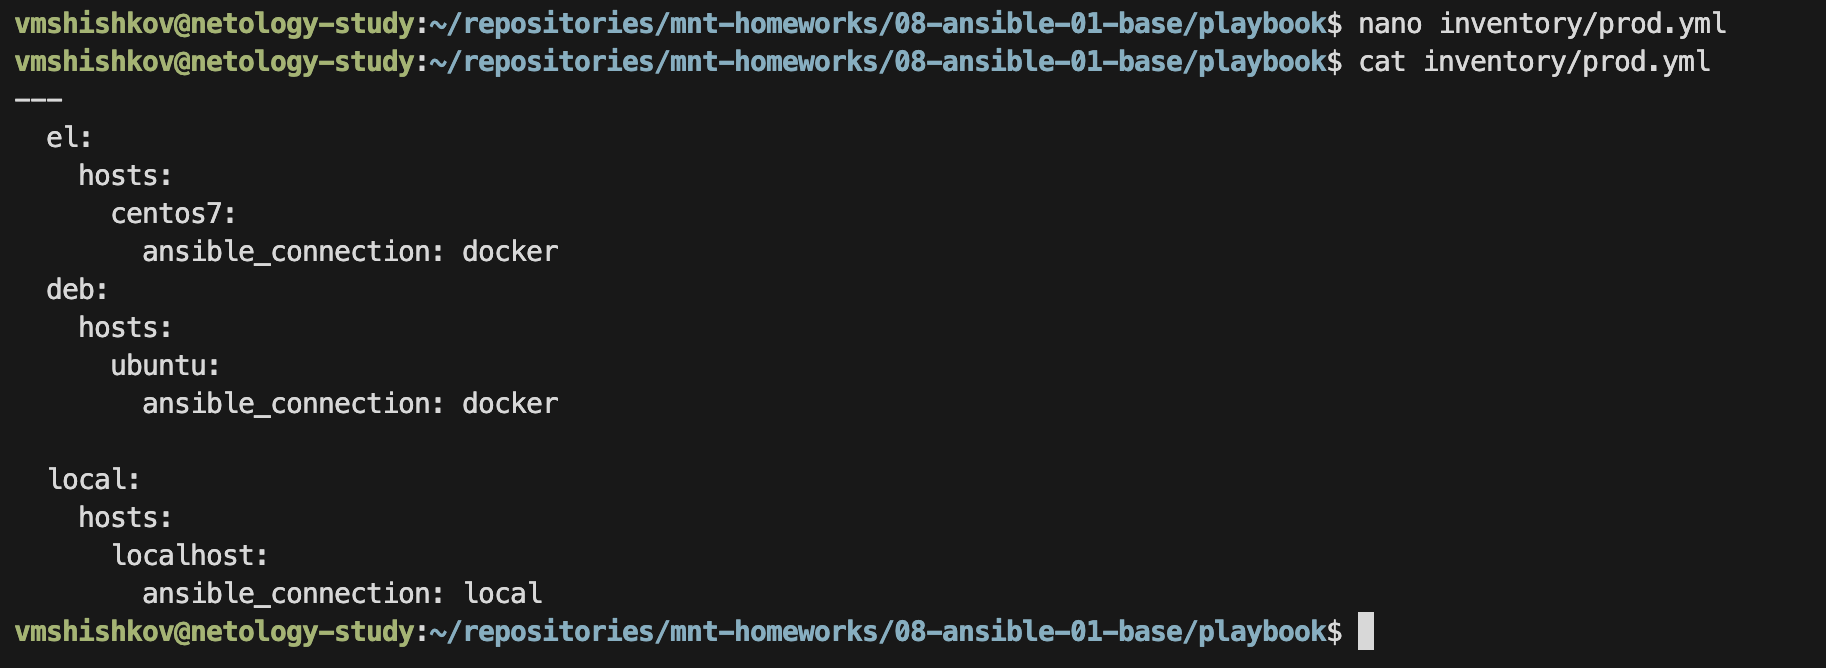 vmshishkov@netology-study:~/repositories/mnt-homeworks/08-ansible-01-base/playbook$ nano inventory/prod.yml
vmshishkov@netology-study:~/repositories/mnt-homeworks/08-ansible-01-base/playbook$ cat inventory/prod.yml
---
  el:
    hosts:
      centos7:
        ansible_connection: docker
  deb:
    hosts:
      ubuntu:
        ansible_connection: docker

  local:
    hosts:
      localhost:
        ansible_connection: local
vmshishkov@netology-study:~/repositories/mnt-homeworks/08-ansible-01-base/playbook$